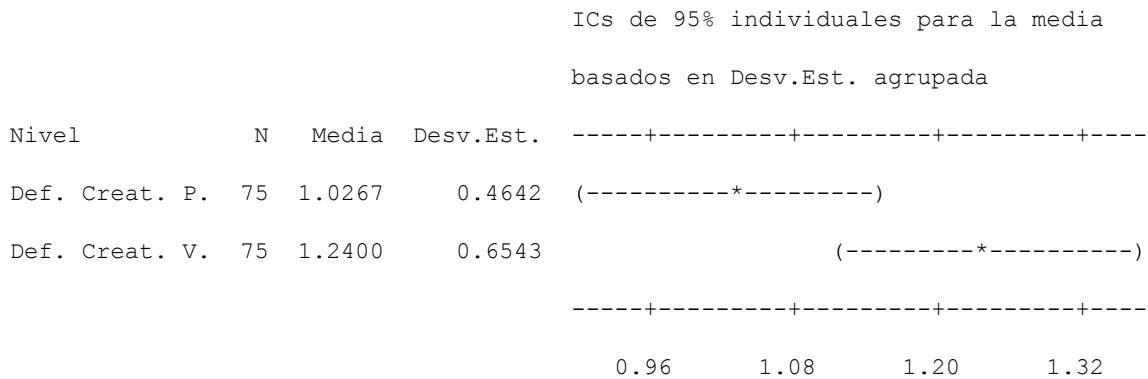 ICs de 95% individuales para la media
                                       basados en Desv.Est. agrupada
Nivel            N   Media  Desv.Est.  -----+---------+---------+---------+----
Def. Creat. P.  75  1.0267     0.4642  (----------*---------)
Def. Creat. V.  75  1.2400     0.6543                    (---------*----------)
                                       -----+---------+---------+---------+----
                                          0.96      1.08      1.20      1.32